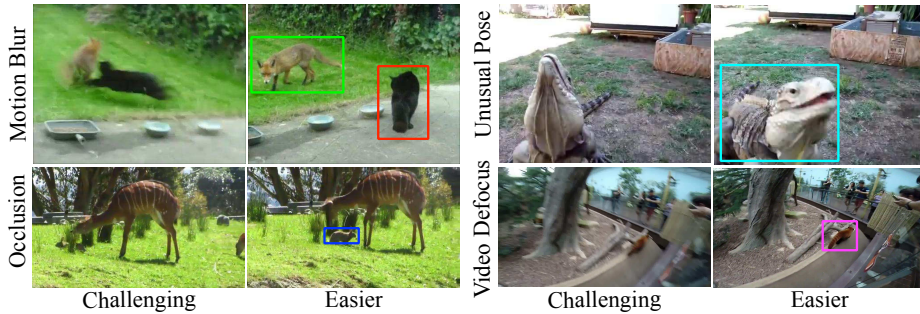 Motion Blur
Unusual Pose
Occlusion
Video Defocus
Challenging
Easier
Challenging
Easier